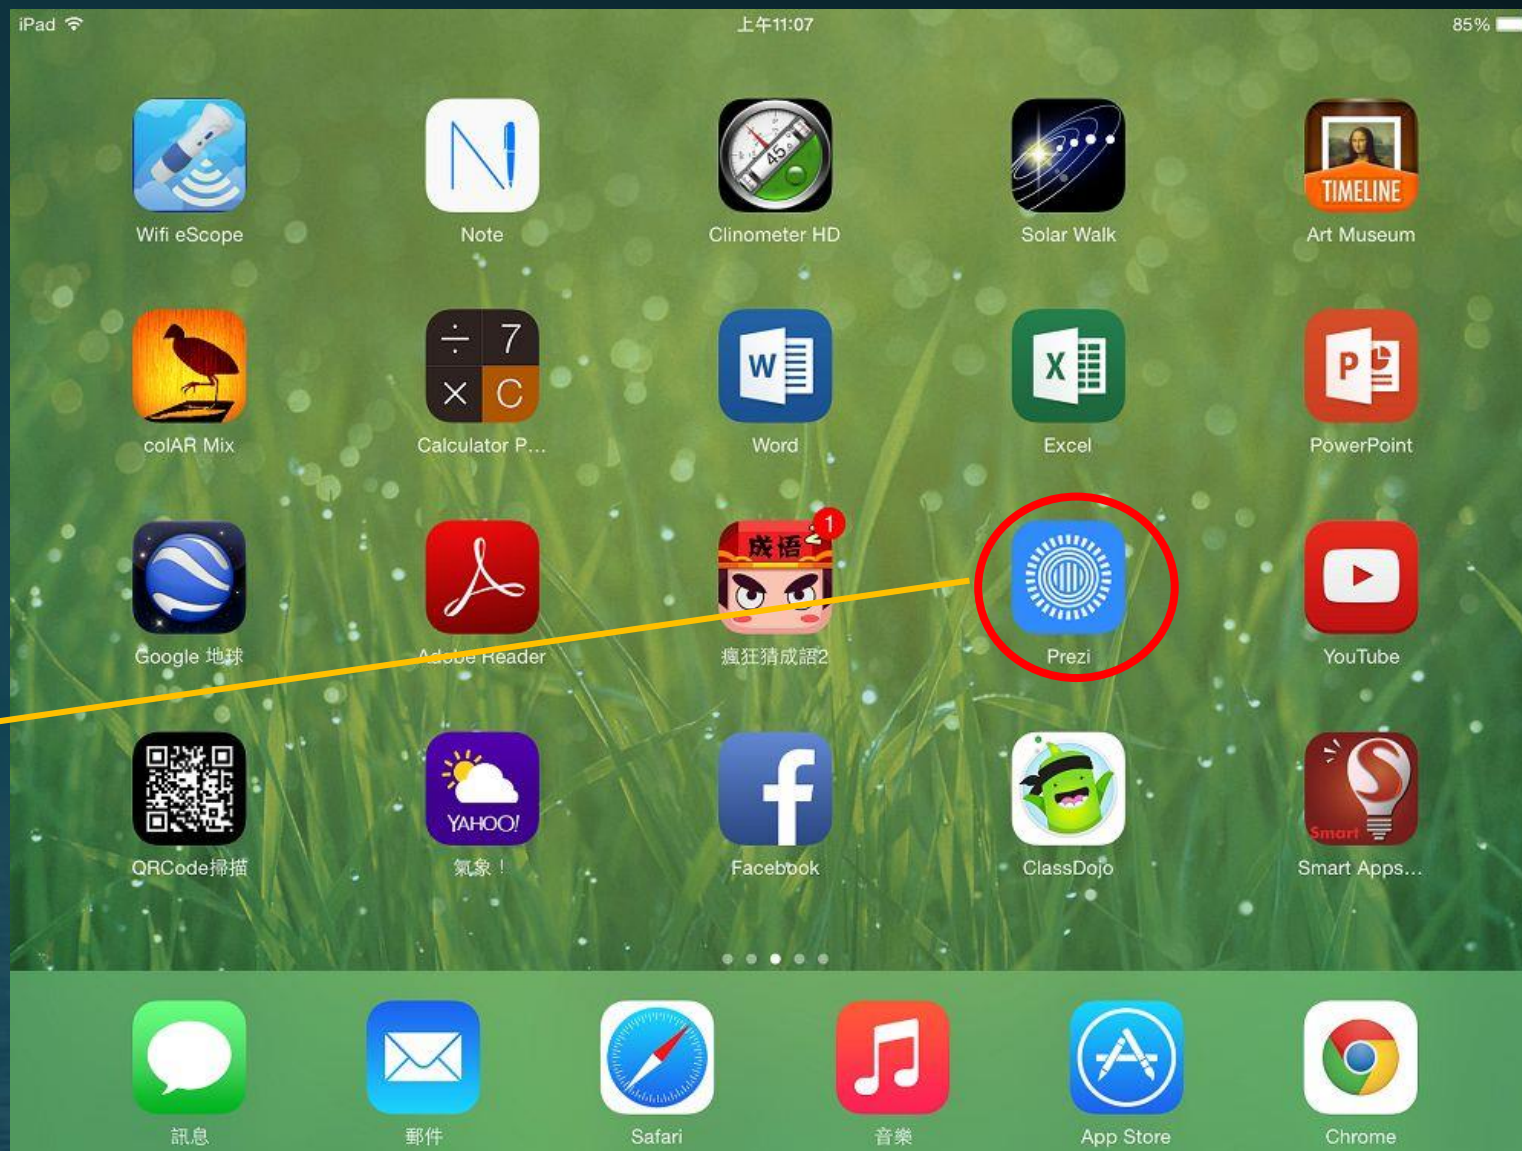 iPad 上午11:07 85%
45°
TIMELINE
Wifi eScope Note Clinometer HD Solar Walk Art Museum
÷ 7
× C
W X P
colAR Mix Calculator P... Word Excel PowerPoint
成语 2 1
Google 地球 Adobe Reader 瘋狂猜成語2 Prezi YouTube
YAHOO! f S
Smart
QRCode掃描 氣象！ Facebook ClassDojo Smart Apps...
訊息 郵件 Safari 音樂 App Store Chrome